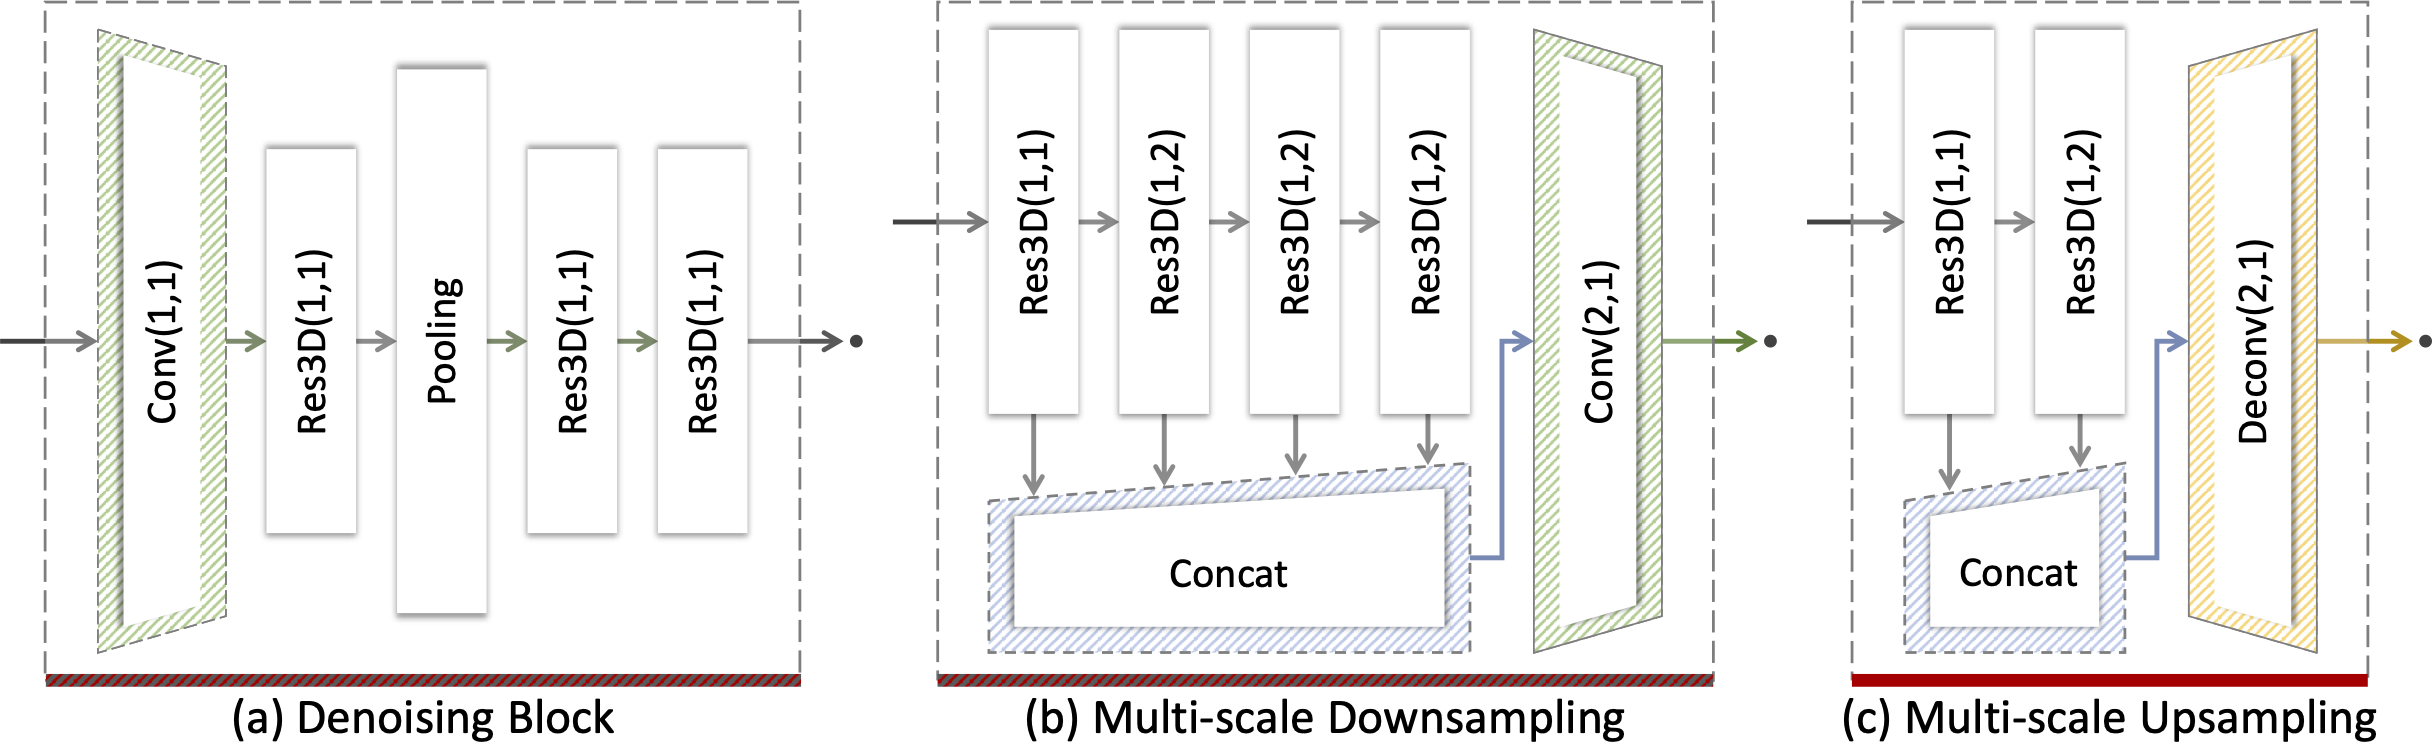 Conv(1,1)
Res3D(1,1)
Pooling
Res3D(1,1)
Res3D(1,1)
(a) Denoising Block
Res3D(1,1)
Res3D(1,2)
Res3D(1,2)
Res3D(1,2)
Concat
Conv(2,1)
(b) Multi-scale Downsampling
Res3D(1,1)
Res3D(1,2)
Concat
Deconv(2,1)
(c) Multi-scale Upsampling